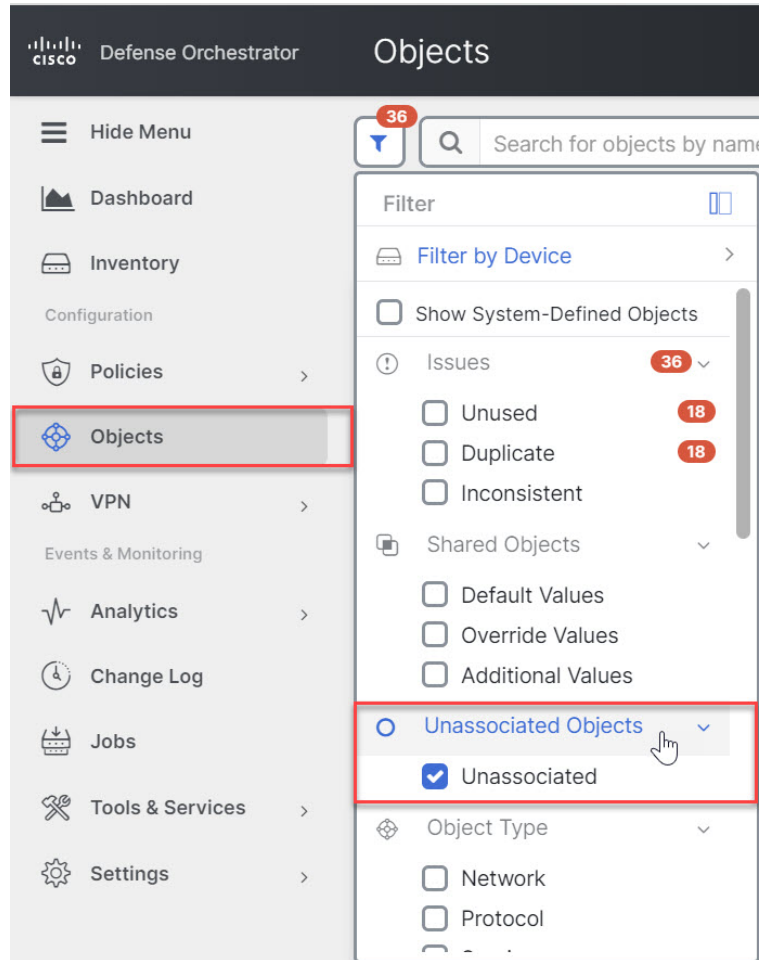 CISCO Defense Orchestrator
Objects
Hide Menu
Dashboard
Inventory
Configuration
Policies
Objects
VPN
Events & Monitoring
Analytics
Change Log
Jobs
Tools & Services
Settings
36
Search for objects by name
Filter
Filter by Device
Show System-Defined Objects
Issues 36
Unused 18
Duplicate 18
Inconsistent
Shared Objects
Default Values
Override Values
Additional Values
Unassociated Objects
Unassociated
Object Type
Network
Protocol